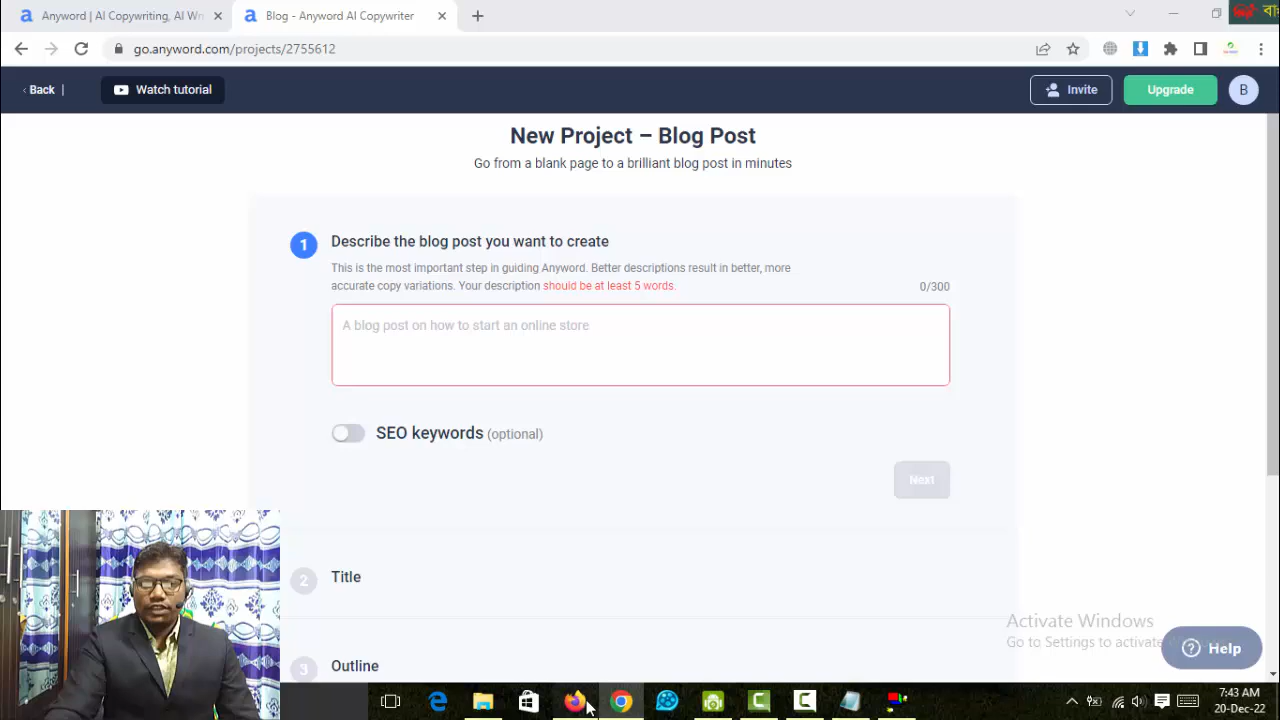 Anyword | AI Copywriting, AI Wr
Blog - Anyword AI Copywriter
বা
go.anyword.com/projects/2755612
Back |
Watch tutorial
Invite
Upgrade
B
New Project – Blog Post
Go from a blank page to a brilliant blog post in minutes
1
Describe the blog post you want to create
This is the most important step in guiding Anyword. Better descriptions result in better, more
accurate copy variations. Your description should be at least 5 words.
0/300
A blog post on how to start an online store
SEO keywords (optional)
Next
2
Title
3
Outline
Activate Windows
Go to Settings to activate
Help
7:43 AM
20-Dec-22